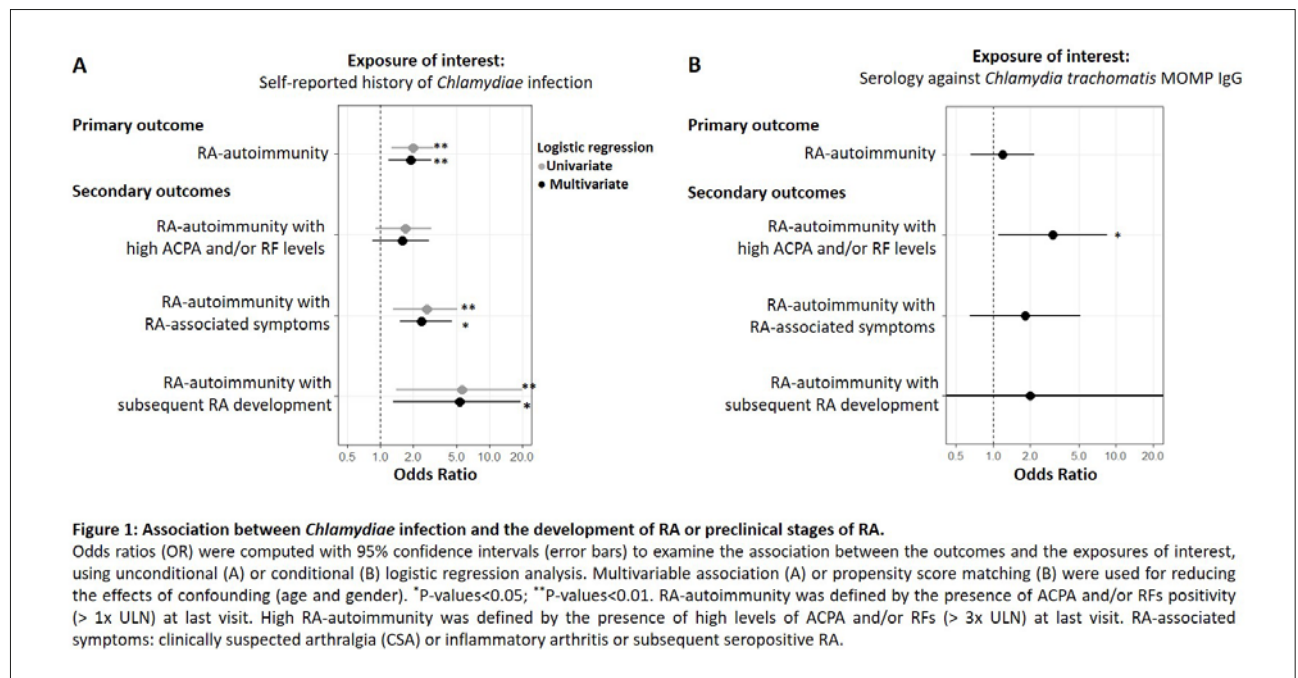 A
Exposure of interest:
Self-reported history of Chlamydiae infection
Primary outcome
RA-autoimmunity
**
**
Secondary outcomes
RA-autoimmunity with
high ACPA and/or RF levels
RA-autoimmunity with
RA-associated symptoms
**
*
RA-autoimmunity with
subsequent RA development
**
*
0.5 1.0 2.0 5.0 10.0 20.0
Odds Ratio
Logistic regression
Univariate
Multivariate
B
Exposure of interest:
Serology against Chlamydia trachomatis MOMP IgG
Primary outcome
RA-autoimmunity
Secondary outcomes
RA-autoimmunity with
high ACPA and/or RF levels
*
RA-autoimmunity with
RA-associated symptoms
RA-autoimmunity with
subsequent RA development
0.5 1.0 2.0 5.0 10.0 20.0
Odds Ratio
Figure 1: Association between Chlamydiae infection and the development of RA or preclinical stages of RA.
Odds ratios (OR) were computed with 95% confidence intervals (error bars) to examine the association between the outcomes and the exposures of interest,
using unconditional (A) or conditional (B) logistic regression analysis. Multivariable association (A) or propensity score matching (B) were used for reducing
the effects of confounding (age and gender). *P-values<0.05; **P-values<0.01. RA-autoimmunity was defined by the presence of ACPA and/or RFs positivity
(> 1x ULN) at last visit. High RA-autoimmunity was defined by the presence of high levels of ACPA and/or RFs (> 3x ULN) at last visit. RA-associated
symptoms: clinically suspected arthralgia (CSA) or inflammatory arthritis or subsequent seropositive RA.